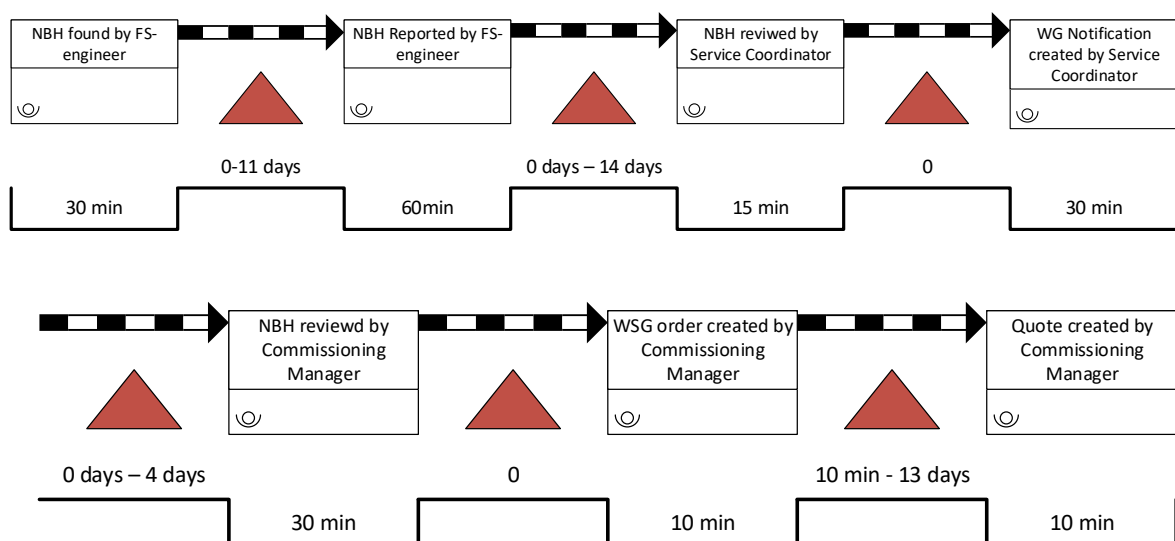 NBH found by FS-
engineer
NBH Reported by FS-
engineer
NBH reviwed by
Service Coordinator
WG Notification
created by Service
Coordinator
0-11 days
0 days – 14 days
0
30 min
60min
15 min
30 min
NBH reviewd by
Commissioning
Manager
WSG order created by
Commissioning
Manager
Quote created by
Commissioning
Manager
0 days – 4 days
0
10 min - 13 days
30 min
10 min
10 min